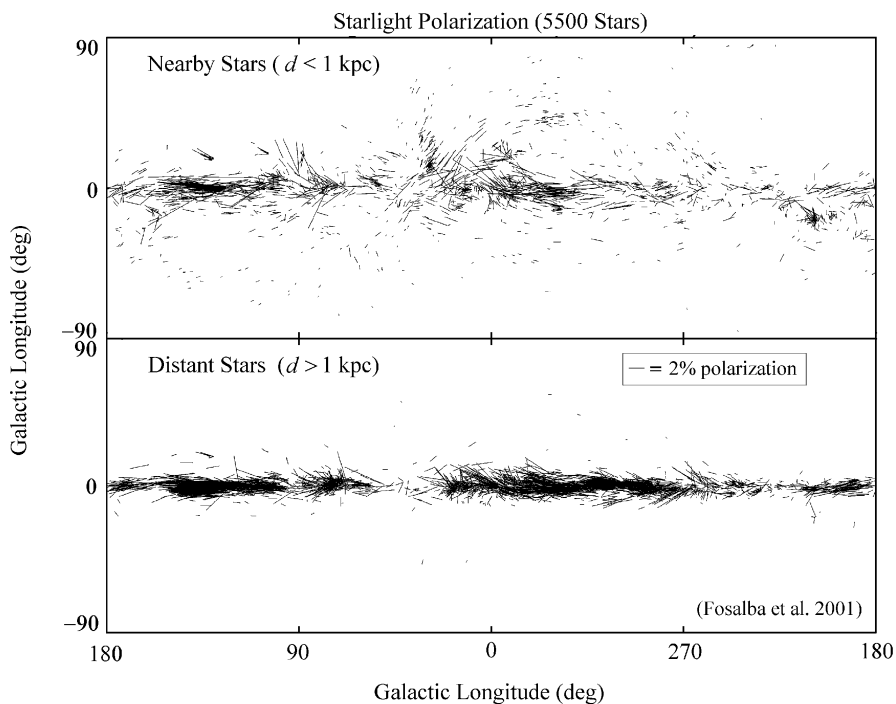 Starlight Polarization (5500 Stars)
90
Nearby Stars ( d < 1 kpc)
0
−90
90
Distant Stars (d > 1 kpc)
— = 2% polarization
0
(Fosalba et al. 2001)
−90
180
90
0
270
180
Galactic Longitude (deg)
Galactic Longitude (deg)